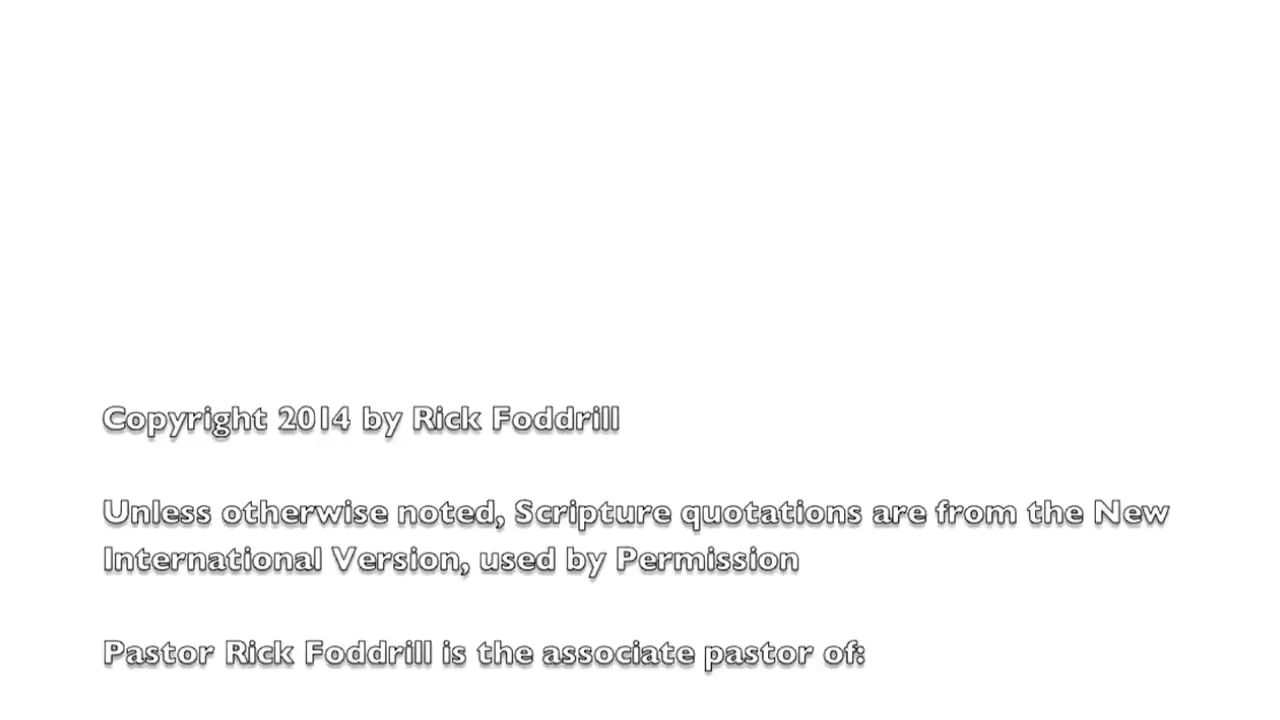 Copyright 2014 by Rick Foddrill
Unless otherwise noted, Scripture quotations are from the New
International Version, used by Permission
Pastor Rick Foddrill is the associate pastor of: